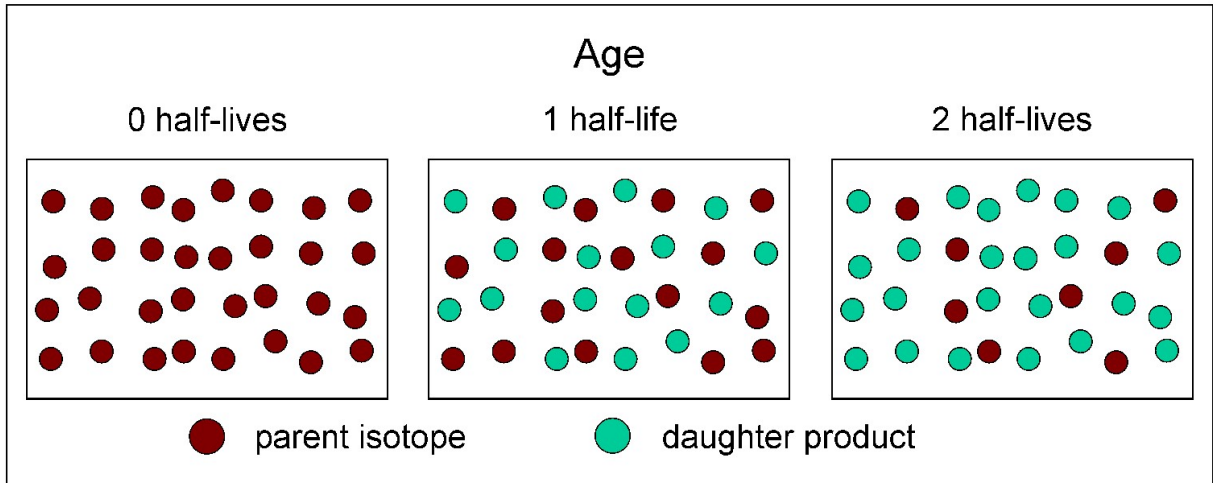 Age
0 half-lives
1 half-life
2 half-lives
parent isotope
daughter product